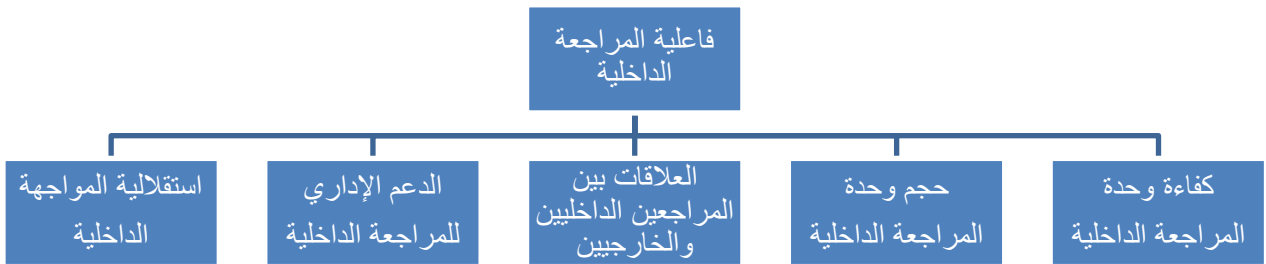 فاعلية المراجعة
الداخلية
كفاءة وحدة
المراجعة الداخلية
حجم وحدة
المراجعة الداخلية
العلاقات بين
المراجعين الداخليين
والخارجيين
الدعم الإداري
للمراجعة الداخلية
استقلالية المواجهة
الداخلية